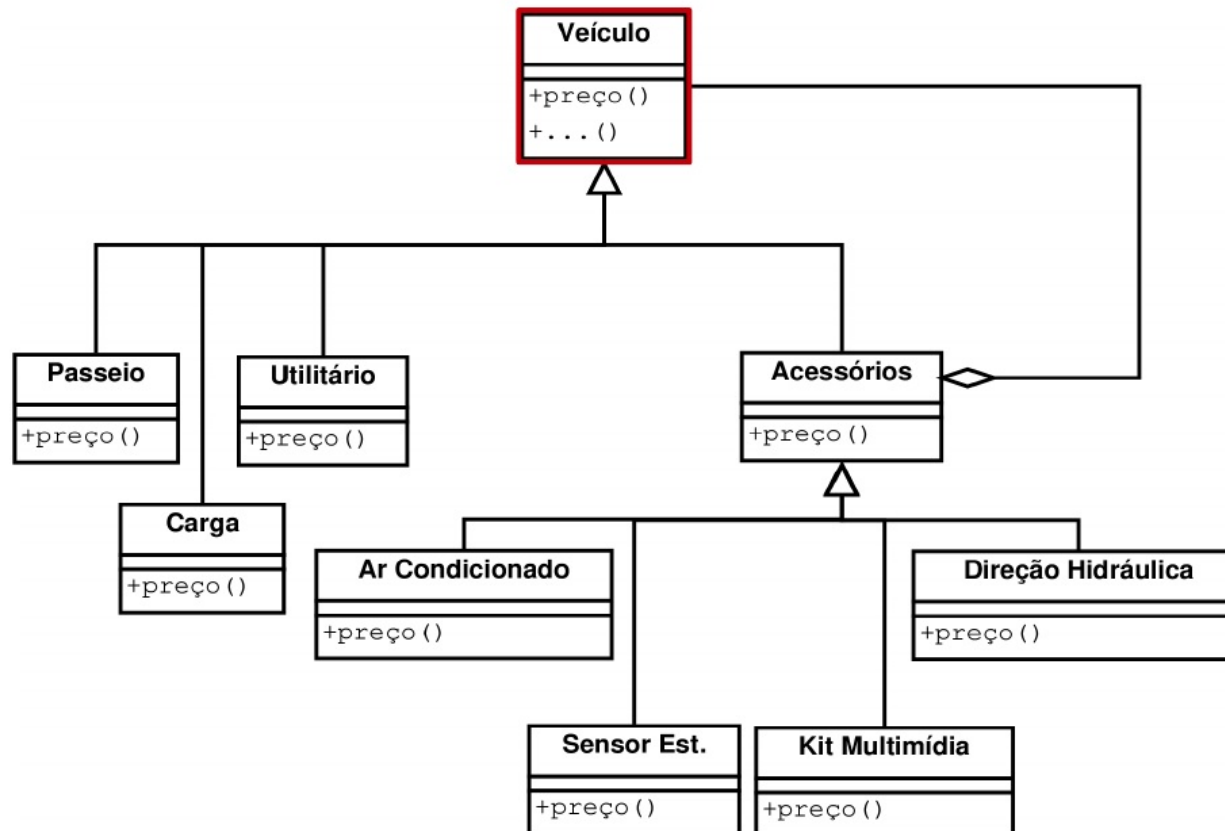 Veículo
+preço()
+...()
Passeio
+preço()
Utilitário
+preço()
Acessórios
+preço()
Carga
+preço()
Ar Condicionado
+preço()
Direção Hidráulica
+preço()
Sensor Est.
+preço()
Kit Multimídia
+preço()